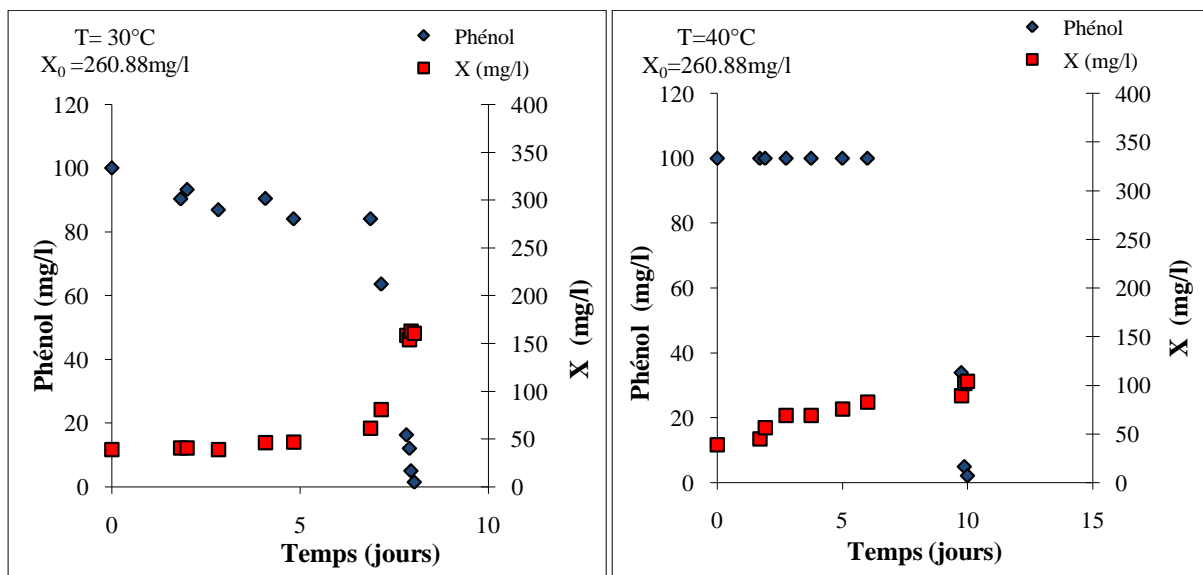 T= 30°C
X0 =260.88mg/l
Phénol
X (mg/l)
120
100
80
60
40
20
0
400
350
300
250
200
150
100
50
0
0 5 10
Phénol (mg/l)
X (mg/l)
Temps (jours)
T=40°C
X0=260.88mg/l
Phénol
X (mg/l)
120
100
80
60
40
20
0
400
350
300
250
200
150
100
50
0
0 5 10 15
Phénol (mg/l)
X (mg/l)
Temps (jours)